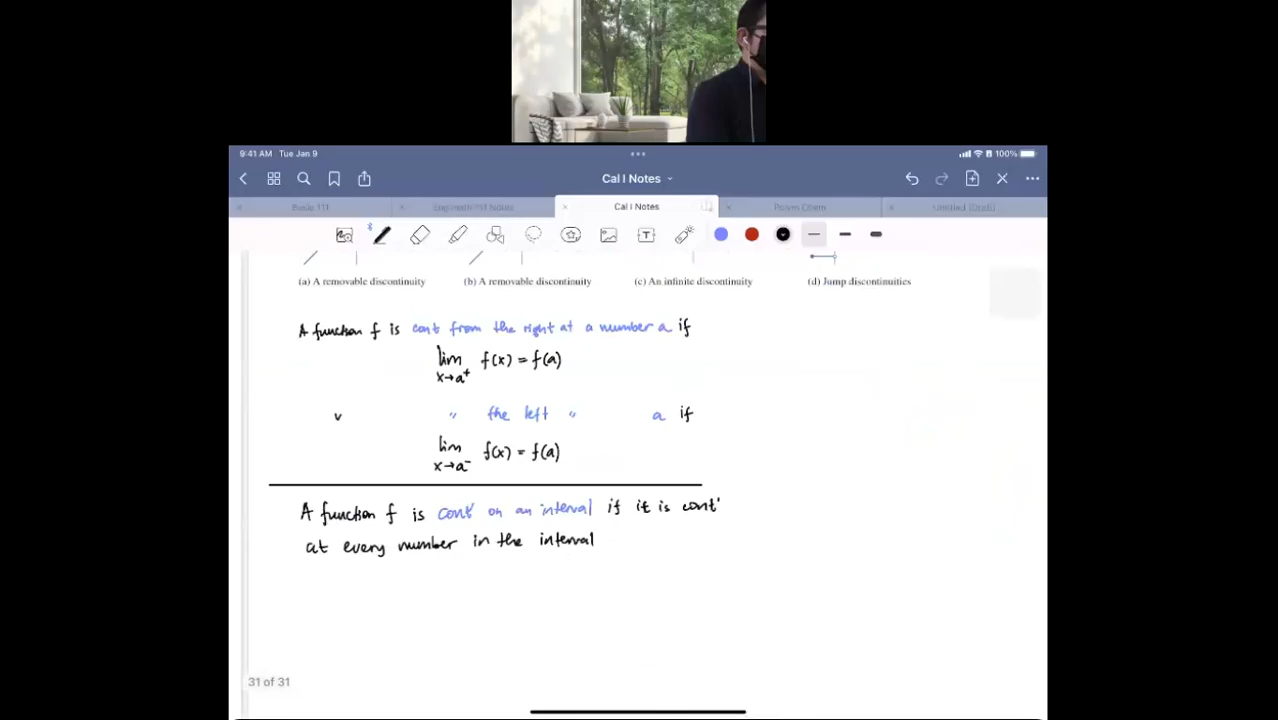 9:41 AM Tue Jan 9
100%
Cal I Notes
Cal I Notes
(a) A removable discontinuity
(b) A removable discontinuity
(c) An infinite discontinuity
(d) Jump discontinuities
A function f is cont from the right at a number a if
lim f(x) = f(a)
x→a⁺
v " the left " a if
lim f(x) = f(a)
x→a⁻
A function f is cont' on an interval if it is cont'
at every number in the interval
31 of 31